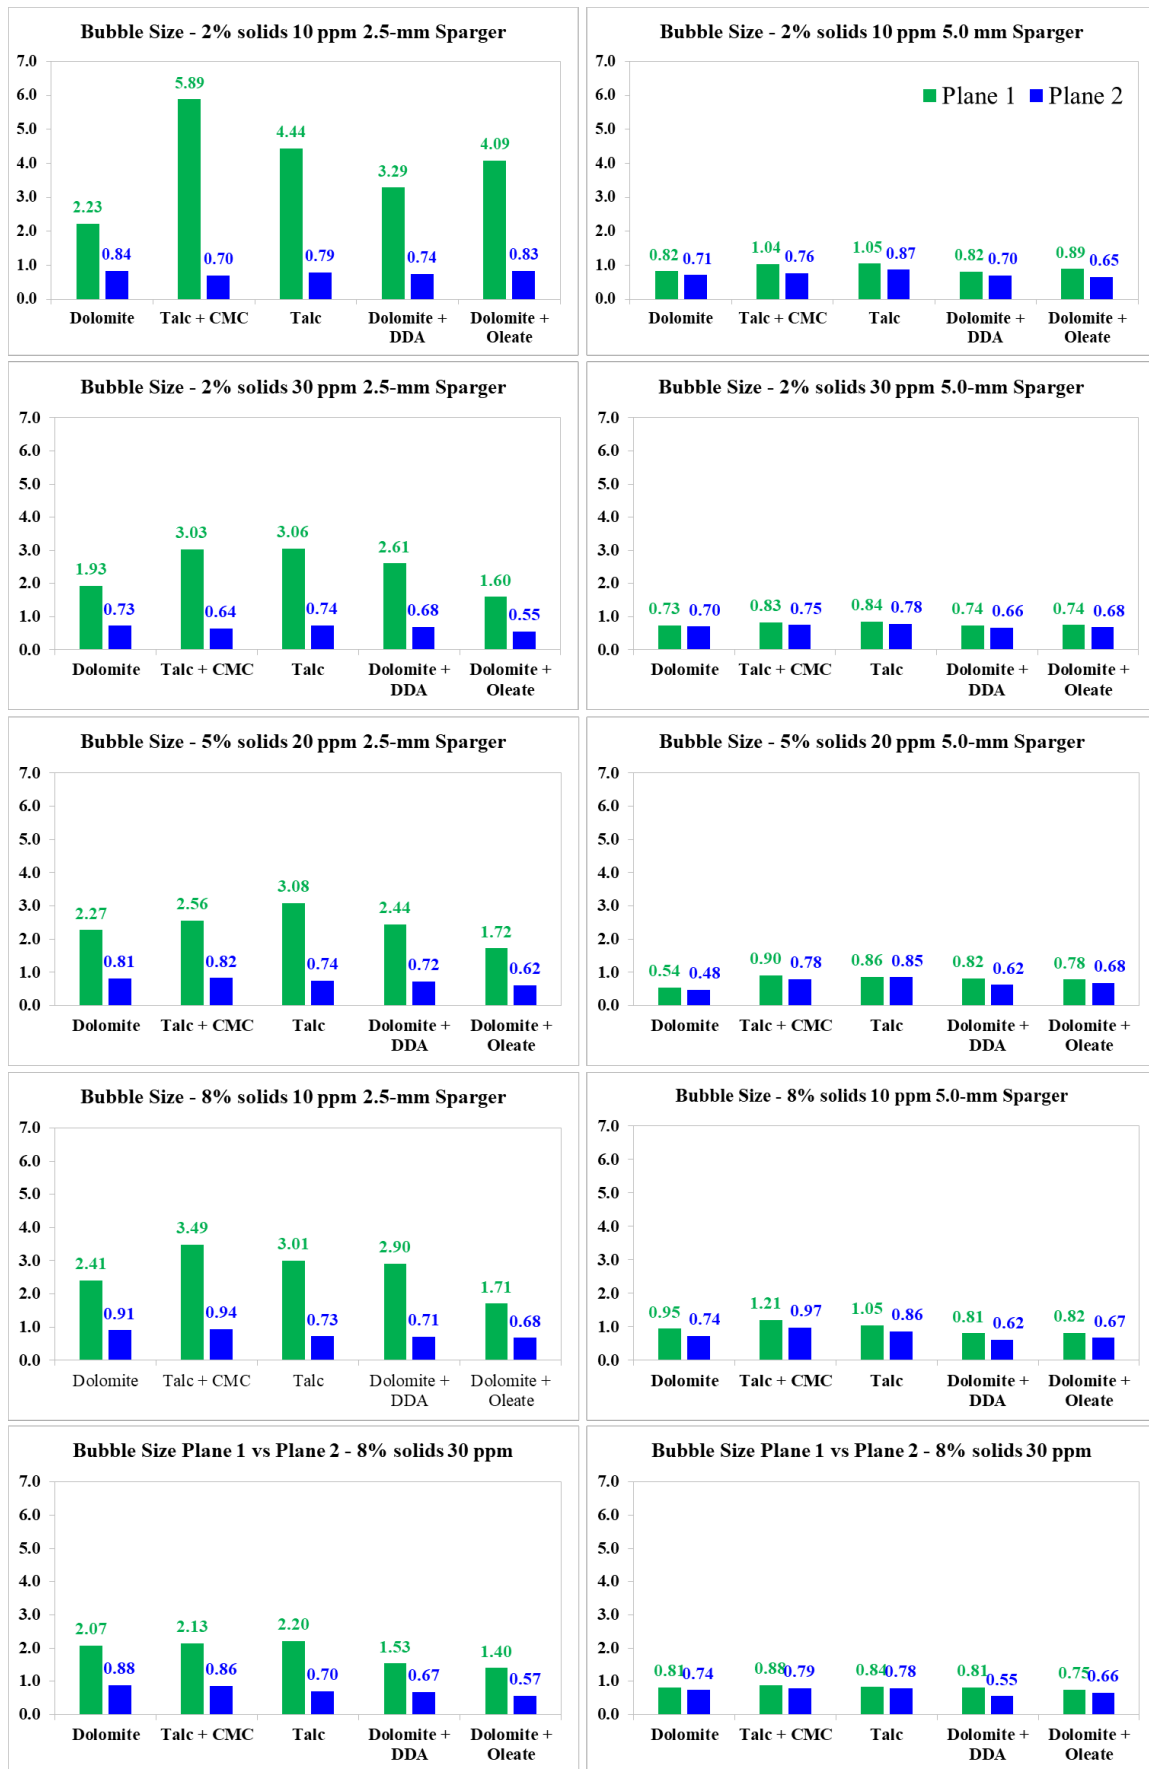 Bubble Size - 2% solids 10 ppm 2.5-mm Sparger
7.0
6.0
5.0
4.0
3.0
2.0
1.0
0.0
2.23
0.84
5.89
0.70
4.44
0.79
3.29
0.74
4.09
0.83
Dolomite
Talc + CMC
Talc
Dolomite +
DDA
Dolomite +
Oleate
Bubble Size - 2% solids 10 ppm 5.0 mm Sparger
Plane 1
Plane 2
7.0
6.0
5.0
4.0
3.0
2.0
1.0
0.0
0.82
0.71
1.04
0.76
1.05
0.87
0.82
0.70
0.89
0.65
Dolomite
Talc + CMC
Talc
Dolomite +
DDA
Dolomite +
Oleate
Bubble Size - 2% solids 30 ppm 2.5-mm Sparger
7.0
6.0
5.0
4.0
3.0
2.0
1.0
0.0
1.93
0.73
3.03
0.64
3.06
0.74
2.61
0.68
1.60
0.55
Dolomite
Talc + CMC
Talc
Dolomite +
DDA
Dolomite +
Oleate
Bubble Size - 2% solids 30 ppm 5.0-mm Sparger
7.0
6.0
5.0
4.0
3.0
2.0
1.0
0.0
0.73
0.70
0.83
0.75
0.84
0.78
0.74
0.66
0.74
0.68
Dolomite
Talc + CMC
Talc
Dolomite +
DDA
Dolomite +
Oleate
Bubble Size - 5% solids 20 ppm 2.5-mm Sparger
7.0
6.0
5.0
4.0
3.0
2.0
1.0
0.0
2.27
0.81
2.56
0.82
3.08
0.74
2.44
0.72
1.72
0.62
Dolomite
Talc + CMC
Talc
Dolomite +
DDA
Dolomite +
Oleate
Bubble Size - 5% solids 20 ppm 5.0-mm Sparger
7.0
6.0
5.0
4.0
3.0
2.0
1.0
0.0
0.54
0.48
0.90
0.78
0.86
0.85
0.82
0.62
0.78
0.68
Dolomite
Talc + CMC
Talc
Dolomite +
DDA
Dolomite +
Oleate
Bubble Size - 8% solids 10 ppm 2.5-mm Sparger
7.0
6.0
5.0
4.0
3.0
2.0
1.0
0.0
2.41
0.91
3.49
0.94
3.01
0.73
2.90
0.71
1.71
0.68
Dolomite
Talc + CMC
Talc
Dolomite +
DDA
Dolomite +
Oleate
Bubble Size - 8% solids 10 ppm 5.0-mm Sparger
7.0
6.0
5.0
4.0
3.0
2.0
1.0
0.0
0.95
0.74
1.21
0.97
1.05
0.86
0.81
0.62
0.82
0.67
Dolomite
Talc + CMC
Talc
Dolomite +
DDA
Dolomite +
Oleate
Bubble Size Plane 1 vs Plane 2 - 8% solids 30 ppm
7.0
6.0
5.0
4.0
3.0
2.0
1.0
0.0
2.07
0.88
2.13
0.86
2.20
0.70
1.53
0.67
1.40
0.57
Dolomite
Talc + CMC
Talc
Dolomite +
DDA
Dolomite +
Oleate
Bubble Size Plane 1 vs Plane 2 - 8% solids 30 ppm
7.0
6.0
5.0
4.0
3.0
2.0
1.0
0.0
0.81
0.74
0.88
0.79
0.84
0.78
0.81
0.55
0.75
0.66
Dolomite
Talc + CMC
Talc
Dolomite +
DDA
Dolomite +
Oleate